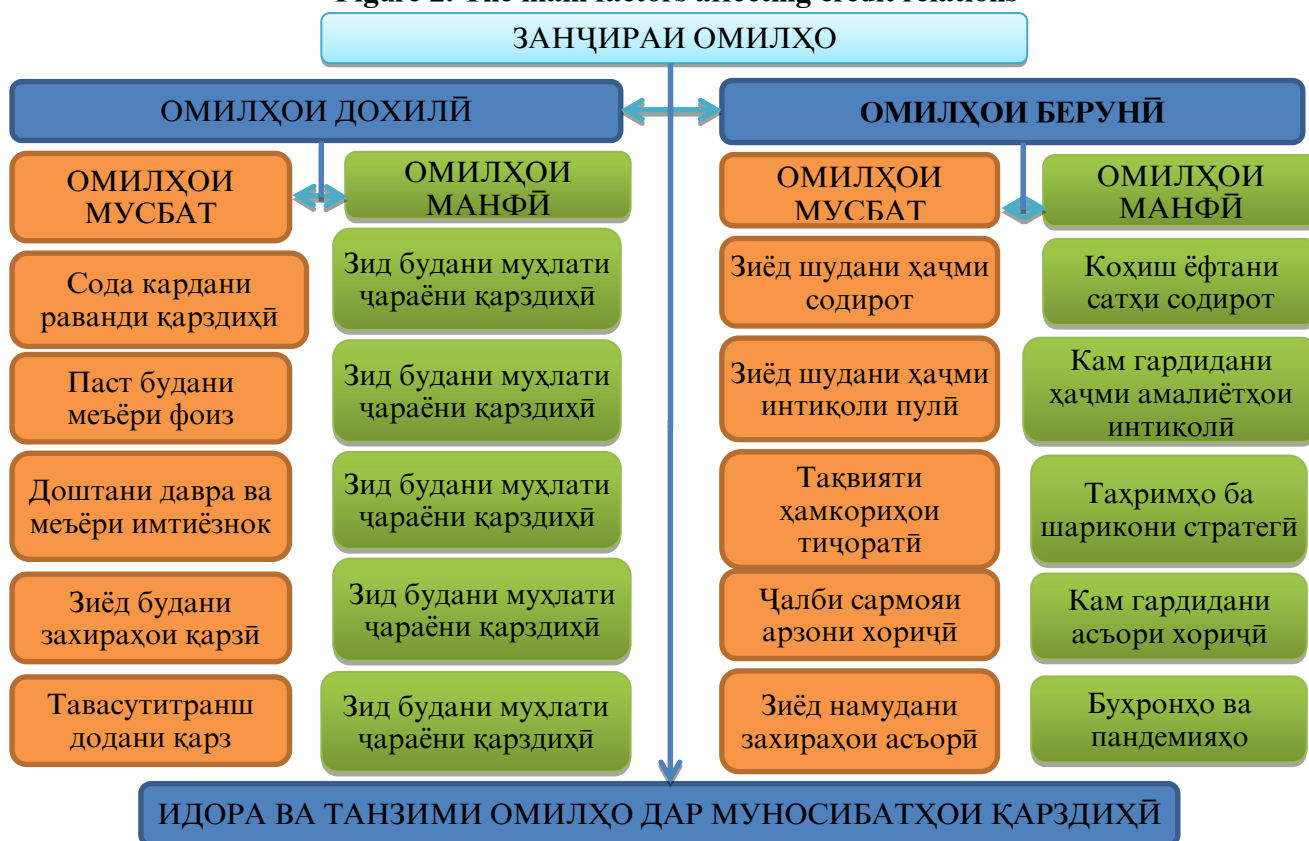 Figure 2. The main factors affecting credit relations
ЗАНҶИРАИ ОМИЛҲО
ОМИЛҲОИ ДОХИЛӢ
ОМИЛҲОИ БЕРУНӢ
ОМИЛҲОИ
МУСБАТ
ОМИЛҲОИ
МАНФӢ
ОМИЛҲОИ
МУСБАТ
ОМИЛҲОИ
МАНФӢ
Сода кардани
раванди қарздиҳӣ
Зид будани муҳлати
ҷараёни қарздиҳӣ
Зиёд шудани ҳаҷми
содирот
Коҳиш ёфтани
сатҳи содирот
Паст будани
меъёри фоиз
Зид будани муҳлати
ҷараёни қарздиҳӣ
Зиёд шудани ҳаҷми
интиқоли пулӣ
Кам гардидани
ҳаҷми амалиётҳои
интиқолӣ
Доштани давра ва
меъёри имтиёзнок
Зид будани муҳлати
ҷараёни қарздиҳӣ
Тақвияти
ҳамкориҳои
тиҷоратӣ
Таҳримҳо ба
шарикони стратегӣ
Зиёд будани
захираҳои қарзӣ
Зид будани муҳлати
ҷараёни қарздиҳӣ
Ҷалби сармояи
арзони хориҷӣ
Кам гардидани
асъори хориҷӣ
Тавасутитранш
додани қарз
Зид будани муҳлати
ҷараёни қарздиҳӣ
Зиёд намудани
захираҳои асъорӣ
Буҳронҳо ва
пандемияҳо
ИДОРА ВА ТАНЗИМИ ОМИЛҲО ДАР МУНОСИБАТҲОИ ҚАРЗДИҲӢ